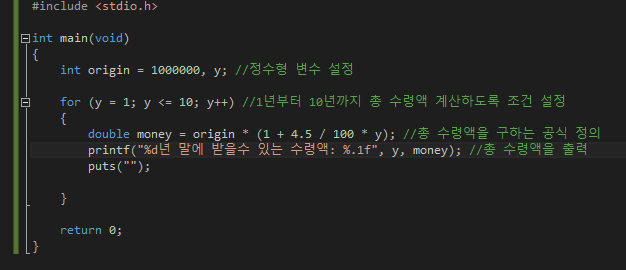 #include <stdio.h>
int main(void)
{
int origin = 1000000, y; //정수형 변수 설정
for (y = 1; y <= 10; y++) //1년부터 10년까지 총 수령액 계산하도록 조건 설정
{
double money = origin * (1 + 4.5 / 100 * y); //총 수령액을 구하는 공식 정의
printf("%d년 말에 받을수 있는 수령액: %.1f", y, money); //총 수령액을 출력
puts("");
}
return 0;
}